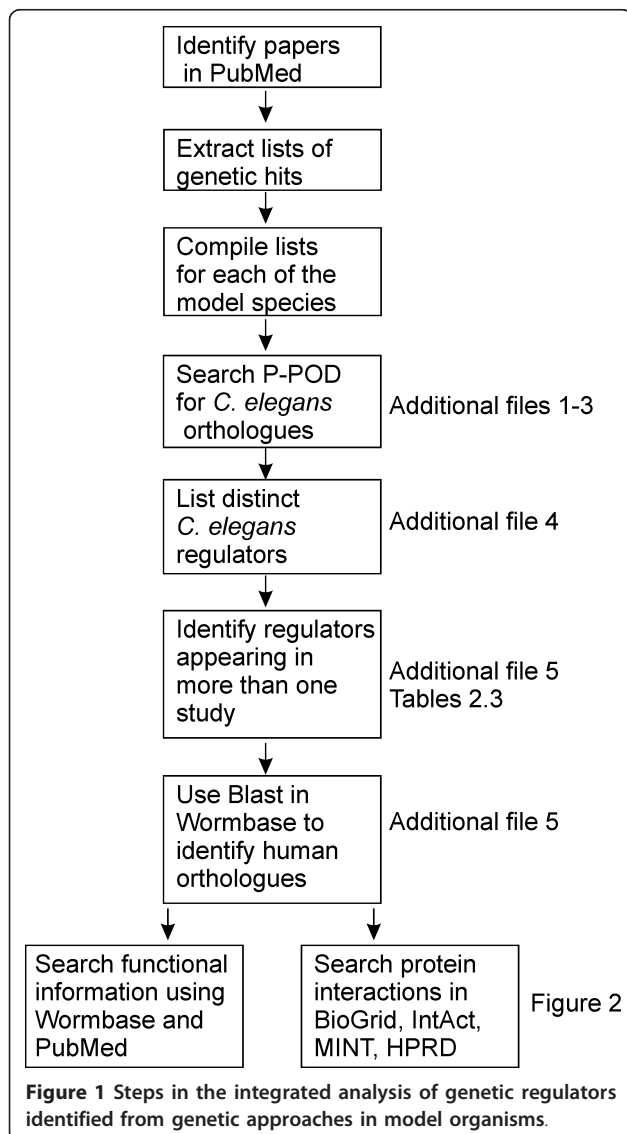 Identify papers
in PubMed
Extract lists of
genetic hits
Compile lists
for each of the
model species
Search P-POD
for C. elegans
orthologues
Additional files 1-3
List distinct
C. elegans
regulators
Additional file 4
Identify regulators
appearing in
more than one
study
Additional file 5
Tables 2.3
Use Blast in
Wormbase to
identify human
orthologues
Additional file 5
Search functional
information using
Wormbase and
PubMed
Search protein
interactions in
BioGrid, IntAct,
MINT, HPRD
Figure 2
Figure 1 Steps in the integrated analysis of genetic regulators
identified from genetic approaches in model organisms.